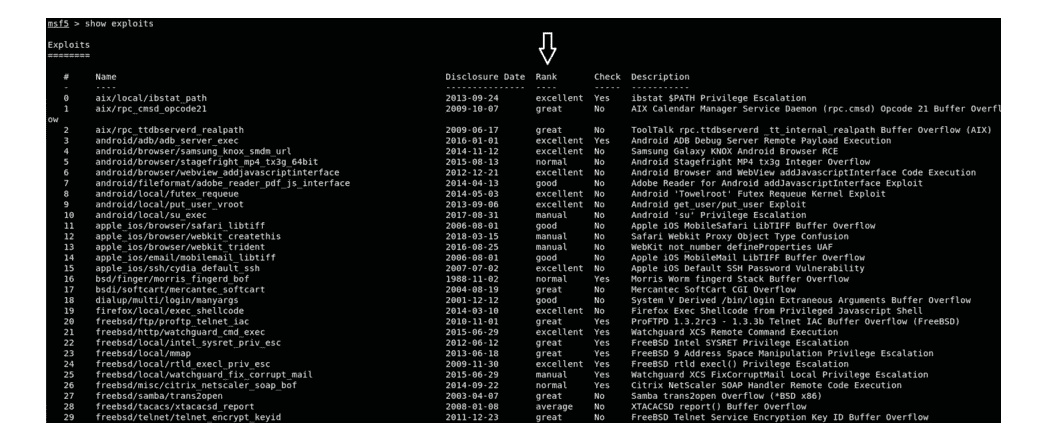 msf5 > show exploits
Exploits
========
# Name Disclosure Date Rank Check Description
- ---- --------------- ---- ----- -----------
0 aix/local/ibstat_path 2013-09-24 excellent Yes ibstat $PATH Privilege Escalation
1 aix/rpc_cmsd_opcode21 2009-10-07 great No AIX Calendar Manager Service Daemon (rpc.cmsd) Opcode 21 Buffer Overfl
ow
2 aix/rpc_ttdbserverd_realpath 2009-06-17 great No ToolTalk rpc.ttdbserverd _tt_internal_realpath Buffer Overflow (AIX)
3 android/adb/adb_server_exec 2016-01-01 excellent Yes Android ADB Debug Server Remote Payload Execution
4 android/browser/samsung_knox_smdm_url 2014-11-12 excellent No Samsung Galaxy KNOX Android Browser RCE
5 android/browser/stagefright_mp4_tx3g_64bit 2015-08-13 normal No Android Stagefright MP4 tx3g Integer Overflow
6 android/browser/webview_addjavascriptinterface 2012-12-21 excellent No Android Browser and WebView addJavascriptInterface Code Execution
7 android/fileformat/adobe_reader_pdf_js_interface 2014-04-13 good No Adobe Reader for Android addJavascriptInterface Exploit
8 android/local/futex_requeue 2014-05-03 excellent No Android 'Towelroot' Futex Requeue Kernel Exploit
9 android/local/put_user_vroot 2013-09-06 excellent No Android get_user/put_user Exploit
10 android/local/su_exec 2017-08-31 manual No Android 'su' Privilege Escalation
11 apple_ios/browser/safari_libtiff 2006-08-01 good No Apple iOS MobileSafari LibTIFF Buffer Overflow
12 apple_ios/browser/webkit_createthis 2018-03-15 manual No Safari Webkit Proxy Object Type Confusion
13 apple_ios/browser/webkit_trident 2016-08-25 manual No WebKit not_number defineProperties UAF
14 apple_ios/email/mobilemail_libtiff 2006-08-01 good No Apple iOS MobileMail LibTIFF Buffer Overflow
15 apple_ios/ssh/cydia_default_ssh 2007-07-02 excellent No Apple iOS Default SSH Password Vulnerability
16 bsd/finger/morris_fingerd_bof 1988-11-02 normal Yes Morris Worm fingerd Stack Buffer Overflow
17 bsdi/softcart/mercantec_softcart 2004-08-19 great No Mercantec SoftCart CGI Overflow
18 dialup/multi/login/manyargs 2001-12-12 good No System V Derived /bin/login Extraneous Arguments Buffer Overflow
19 firefox/local/exec_shellcode 2014-03-10 excellent No Firefox Exec Shellcode from Privileged Javascript Shell
20 freebsd/ftp/proftp_telnet_iac 2010-11-01 great Yes ProFTPD 1.3.2rc3 - 1.3.3b Telnet IAC Buffer Overflow (FreeBSD)
21 freebsd/http/watchguard_cmd_exec 2015-06-29 excellent Yes Watchguard XCS Remote Command Execution
22 freebsd/local/intel_sysret_priv_esc 2012-06-12 great Yes FreeBSD Intel SYSRET Privilege Escalation
23 freebsd/local/mmap 2013-06-18 great Yes FreeBSD 9 Address Space Manipulation Privilege Escalation
24 freebsd/local/rtld_execl_priv_esc 2009-11-30 excellent Yes FreeBSD rtld execl() Privilege Escalation
25 freebsd/local/watchguard_fix_corrupt_mail 2015-06-29 manual Yes Watchguard XCS FixCorruptMail Local Privilege Escalation
26 freebsd/misc/citrix_netscaler_soap_bof 2014-09-22 normal Yes Citrix NetScaler SOAP Handler Remote Code Execution
27 freebsd/samba/trans2open 2003-04-07 great No Samba trans2open Overflow (*BSD x86)
28 freebsd/tacacs/xtacacsd_report 2008-01-08 average No XTACACSD report() Buffer Overflow
29 freebsd/telnet/telnet_encrypt_keyid 2011-12-23 great No FreeBSD Telnet Service Encryption Key ID Buffer Overflow